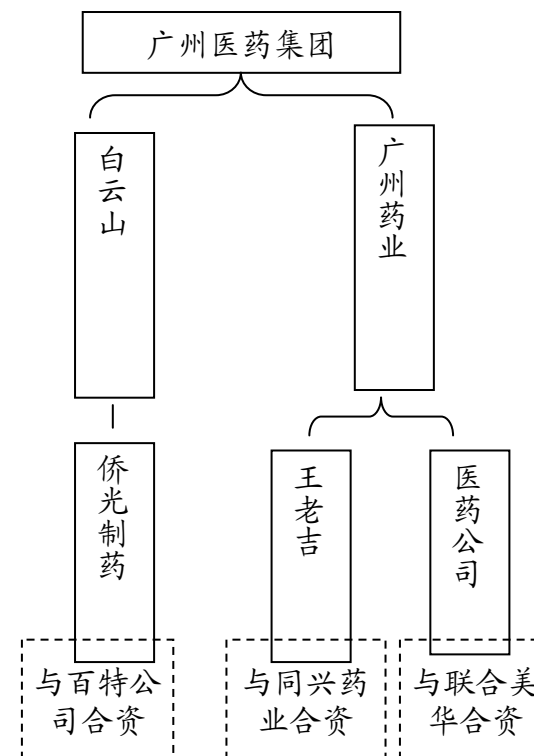 广州医药集团
白云山
广州药业
侨光制药
王老吉
医药公司
与百特公
司合资
与同兴药
业合资
与联合美
华合资